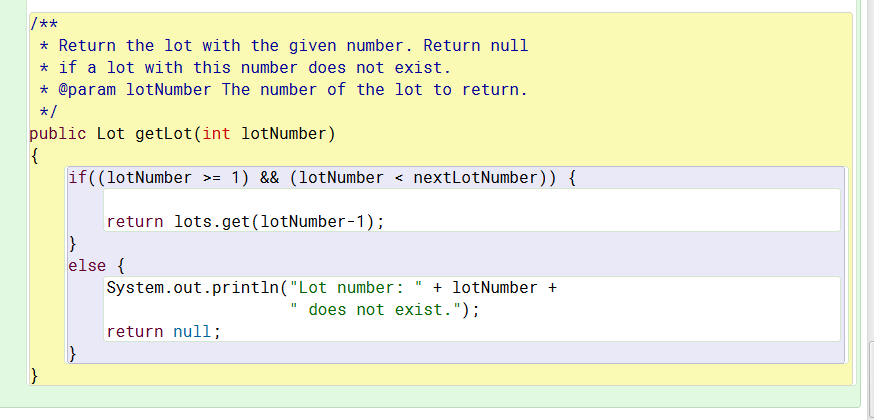 /**
 * Return the lot with the given number. Return null
 * if a lot with this number does not exist.
 * @param lotNumber The number of the lot to return.
 */
public Lot getLot(int lotNumber)
{
    if((lotNumber >= 1) && (lotNumber < nextLotNumber)) {
        return lots.get(lotNumber-1);
    }
    else {
        System.out.println("Lot number: " + lotNumber +
                           " does not exist.");
        return null;
    }
}